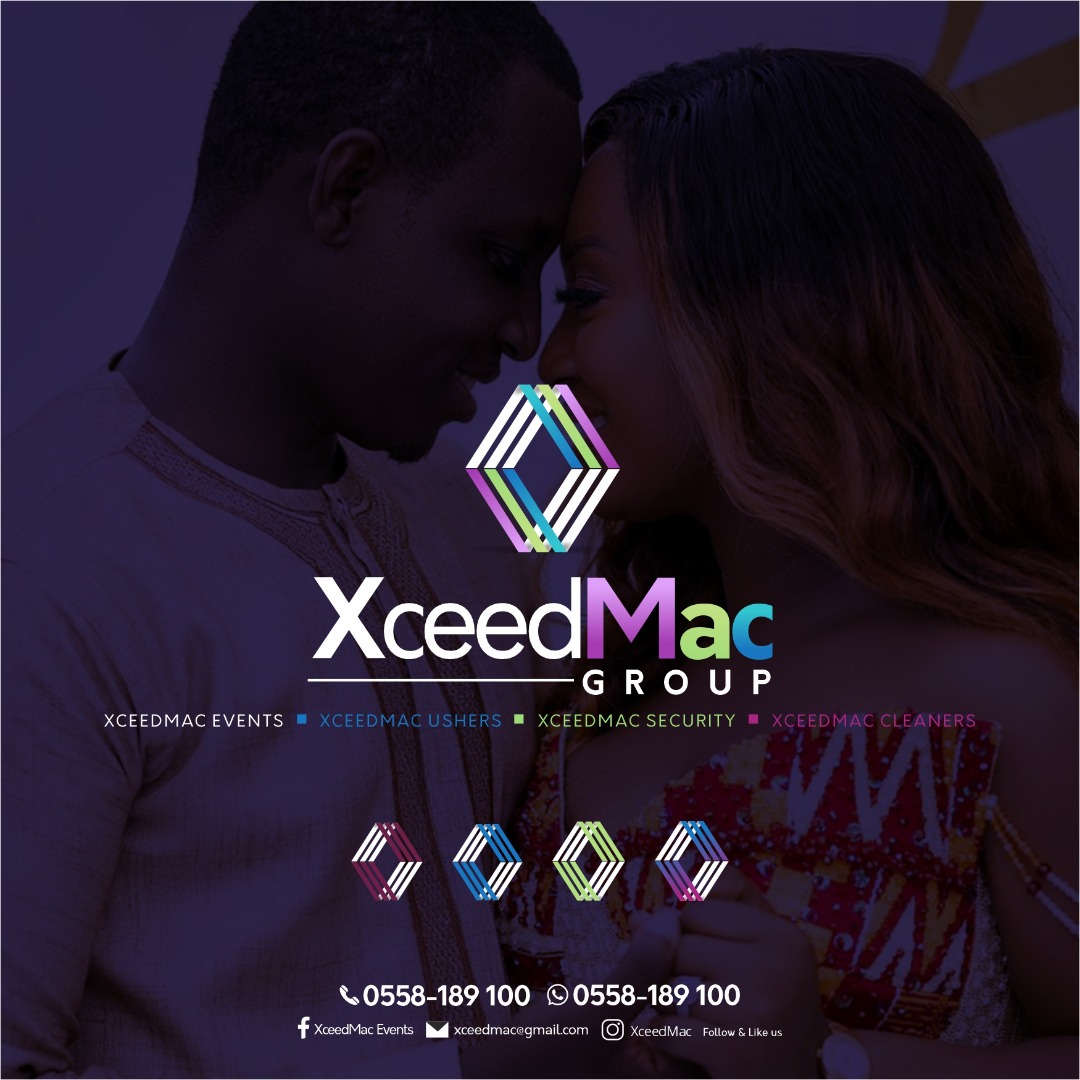 XceedMac
GROUP
XCEEDMAC EVENTS ■ XCEEDMAC USHERS ■ XCEEDMAC SECURITY ■ XCEEDMAC CLEANERS
0558-189 100 0558-189 100
XceedMac Events xceedmac@gmail.com XceedMac Follow & Like us